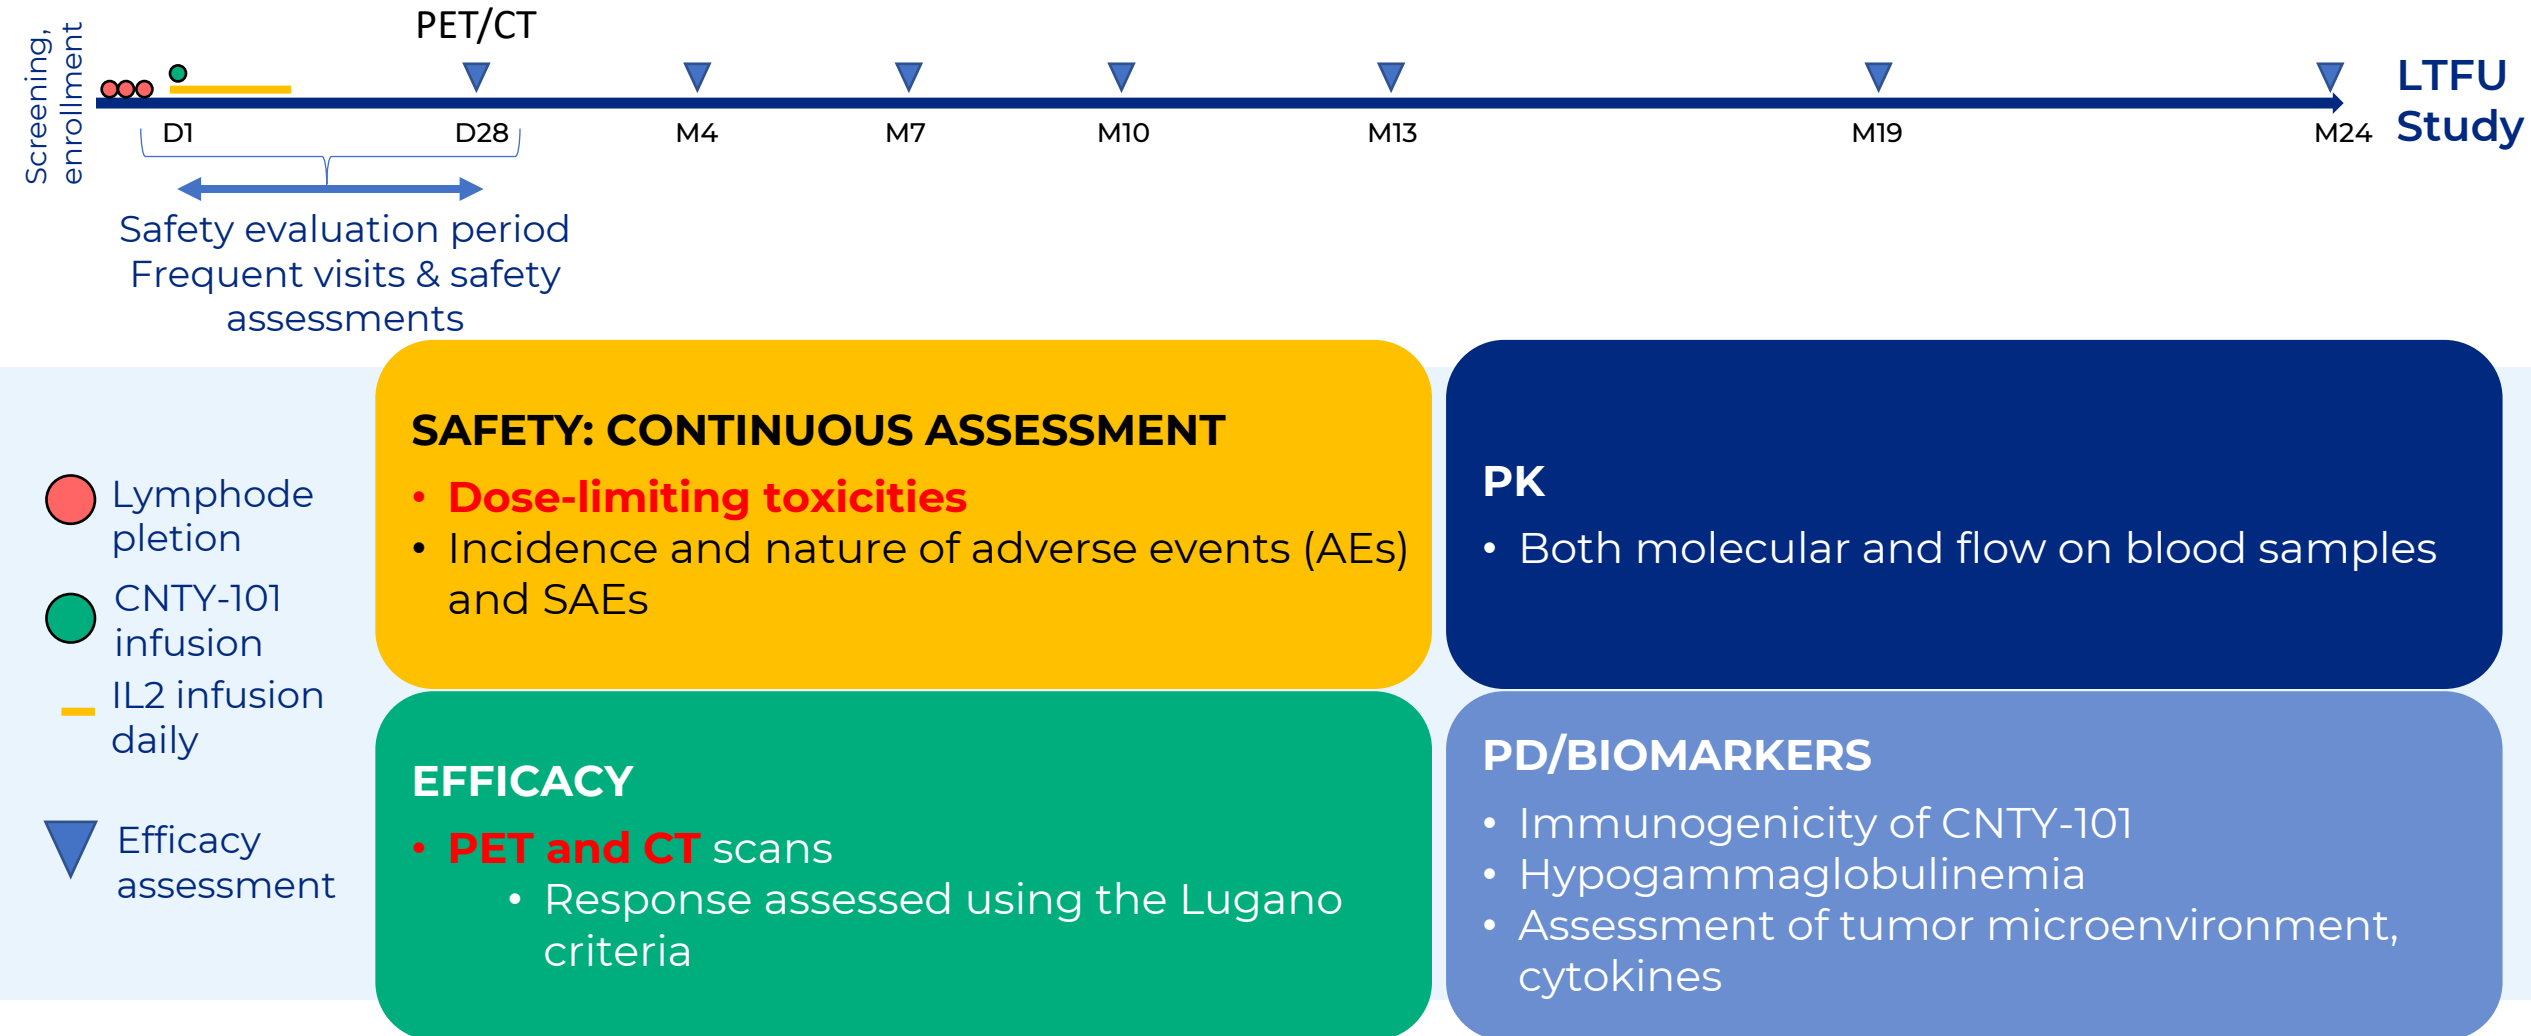 Screening,
enrollment
PET/CT
D1
D28
M4
M7
M10
M13
M19
M24
LTFU
Study
Safety evaluation period
Frequent visits & safety
assessments
Lymphode
pletion
CNTY-101
infusion
IL2 infusion
daily
Efficacy
assessment
SAFETY: CONTINUOUS ASSESSMENT
• Dose-limiting toxicities
• Incidence and nature of adverse events (AEs)
and SAEs
PK
• Both molecular and flow on blood samples
EFFICACY
• PET and CT scans
• Response assessed using the Lugano
criteria
PD/BIOMARKERS
• Immunogenicity of CNTY-101
• Hypogammaglobulinemia
• Assessment of tumor microenvironment,
cytokines